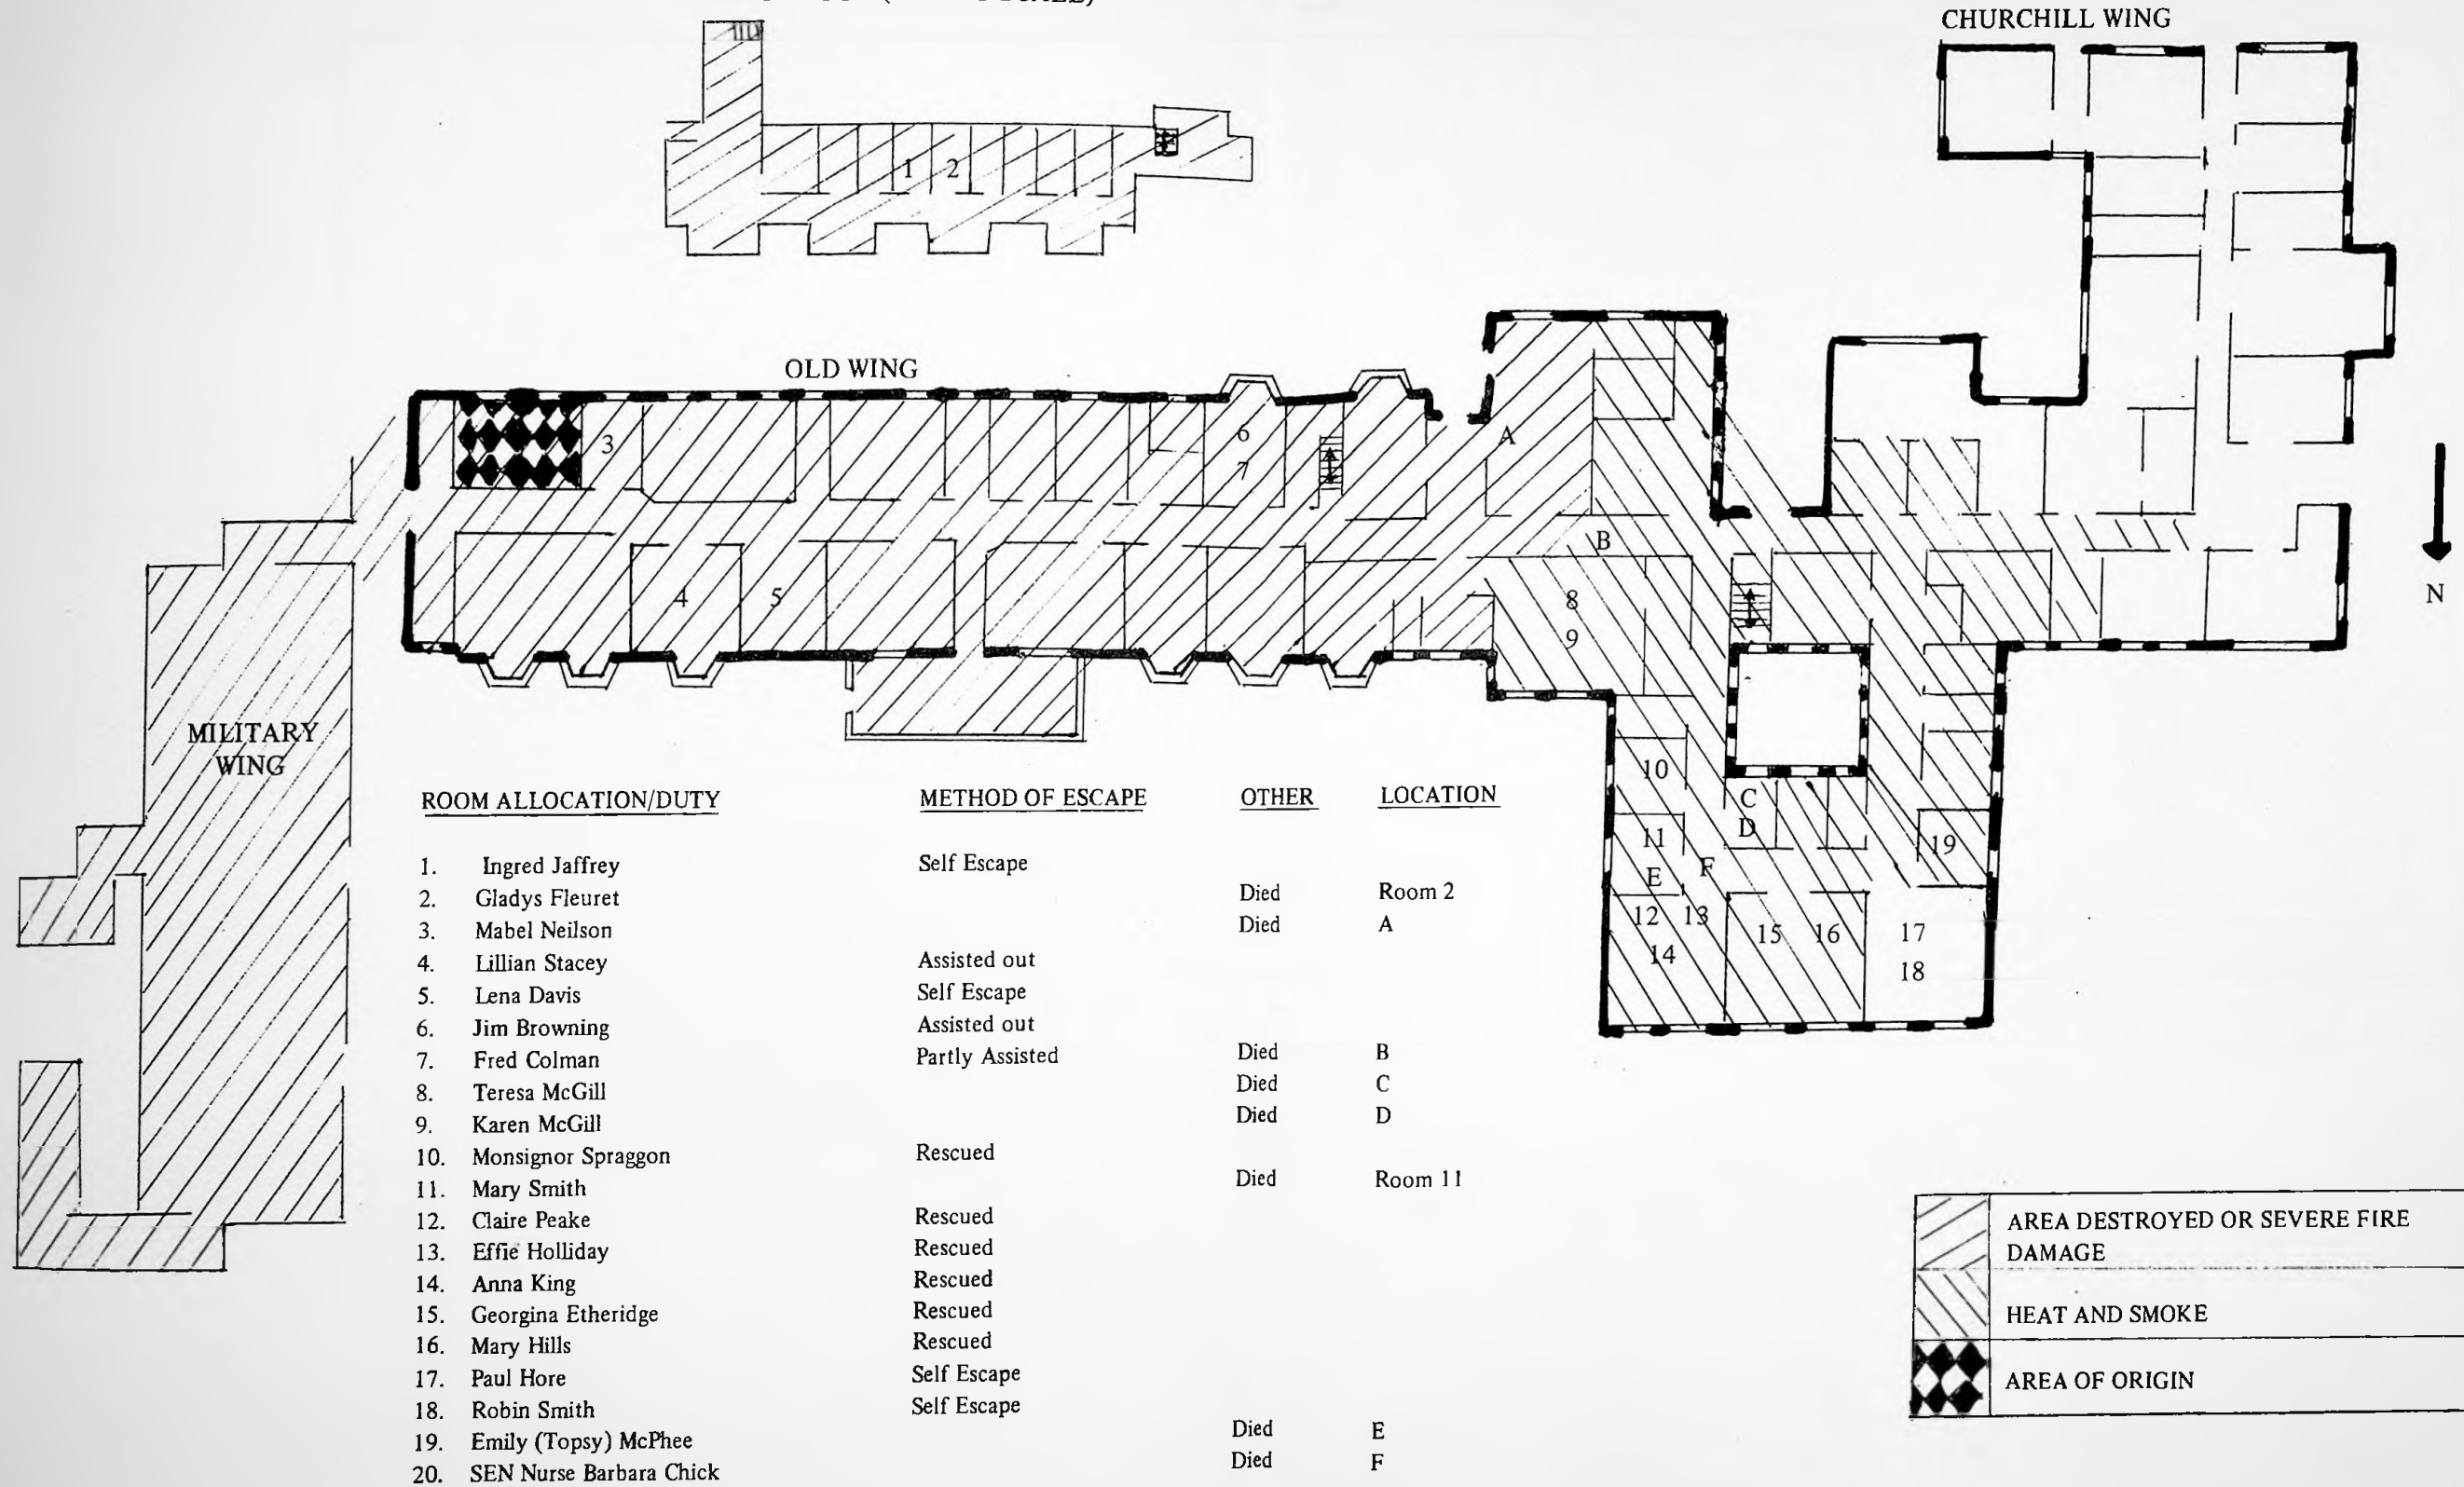 CHURCHILL WING
1 2
OLD WING
3
6
7
A
B
4
5
8
9
N
MILITARY
WING
10
C
D
11
19
E
F
12 13
14
15 16
17
18
ROOM ALLOCATION/DUTY METHOD OF ESCAPE OTHER LOCATION
1. Ingred Jaffrey Self Escape
2. Gladys Fleuret Died Room 2
3. Mabel Neilson Died A
4. Lillian Stacey Assisted out
5. Lena Davis Self Escape
6. Jim Browning Assisted out
7. Fred Colman Partly Assisted Died B
8. Teresa McGill Died C
9. Karen McGill Died D
10. Monsignor Spraggon Rescued
11. Mary Smith Died Room 11
12. Claire Peake Rescued
13. Effie Holliday Rescued
14. Anna King Rescued
15. Georgina Etheridge Rescued
16. Mary Hills Rescued
17. Paul Hore Self Escape
18. Robin Smith Self Escape
19. Emily (Topsy) McPhee Died E
20. SEN Nurse Barbara Chick Died F
AREA DESTROYED OR SEVERE FIRE
DAMAGE
HEAT AND SMOKE
AREA OF ORIGIN